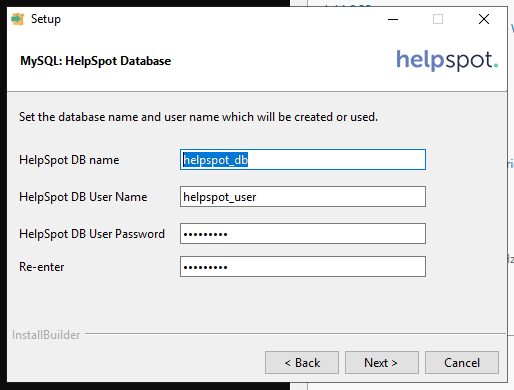 Setup
MySQL: HelpSpot Database
helpspot.
Set the database name and user name which will be created or used.
HelpSpot DB name
helpspot_db
HelpSpot DB User Name
helpspot_user
HelpSpot DB User Password
•••••••••
Re-enter
•••••••••
InstallBuilder
< Back
Next >
Cancel